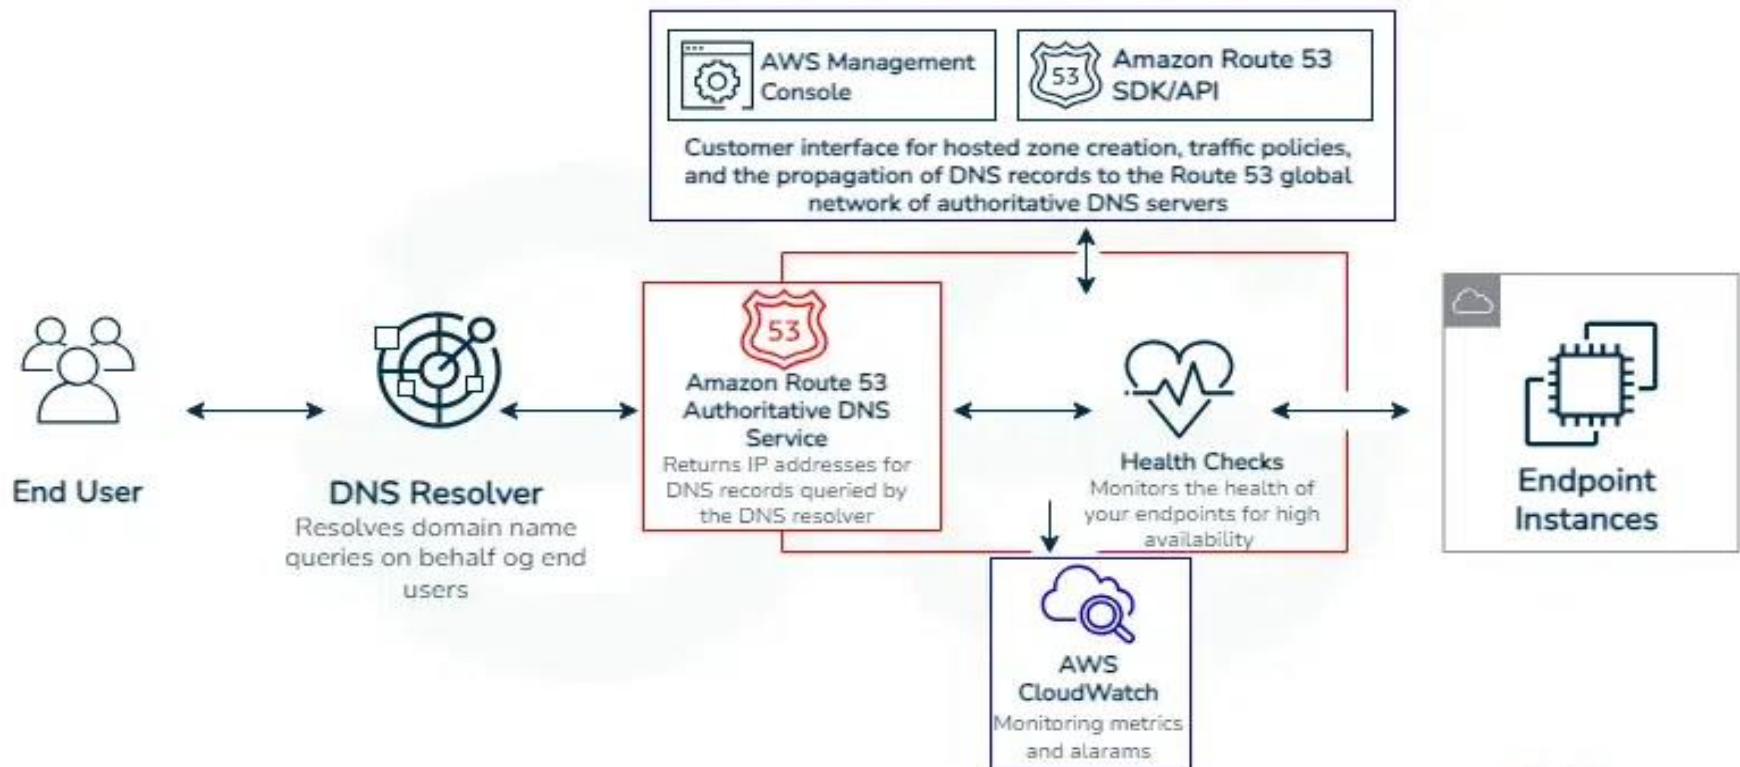 AWS Management
Console
53
Amazon Route 53
SDK/API
Customer interface for hosted zone creation, traffic policies,
and the propagation of DNS records to the Route 53 global
network of authoritative DNS servers
End User
DNS Resolver
Resolves domain name
queries on behalf og end
users
53
Amazon Route 53
Authoritative DNS
Service
Returns IP addresses for
DNS records queried by
the DNS resolver
Health Checks
Monitors the health of
your endpoints for high
availability
Endpoint
Instances
AWS
CloudWatch
Monitoring metrics
and alarams